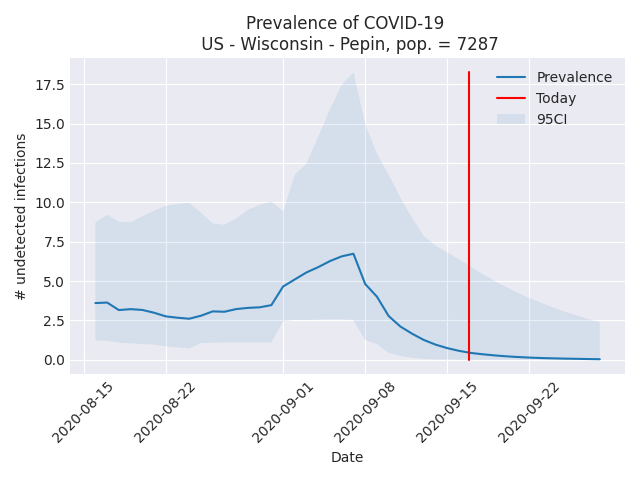 Prevalence of COVID-19
US - Wisconsin - Pepin, pop. = 7287
Prevalence
Today
95CI
# undetected infections
17.5
15.0
12.5
10.0
7.5
5.0
2.5
0.0
2020-08-15
2020-08-22
2020-09-01
2020-09-08
2020-09-15
2020-09-22
Date